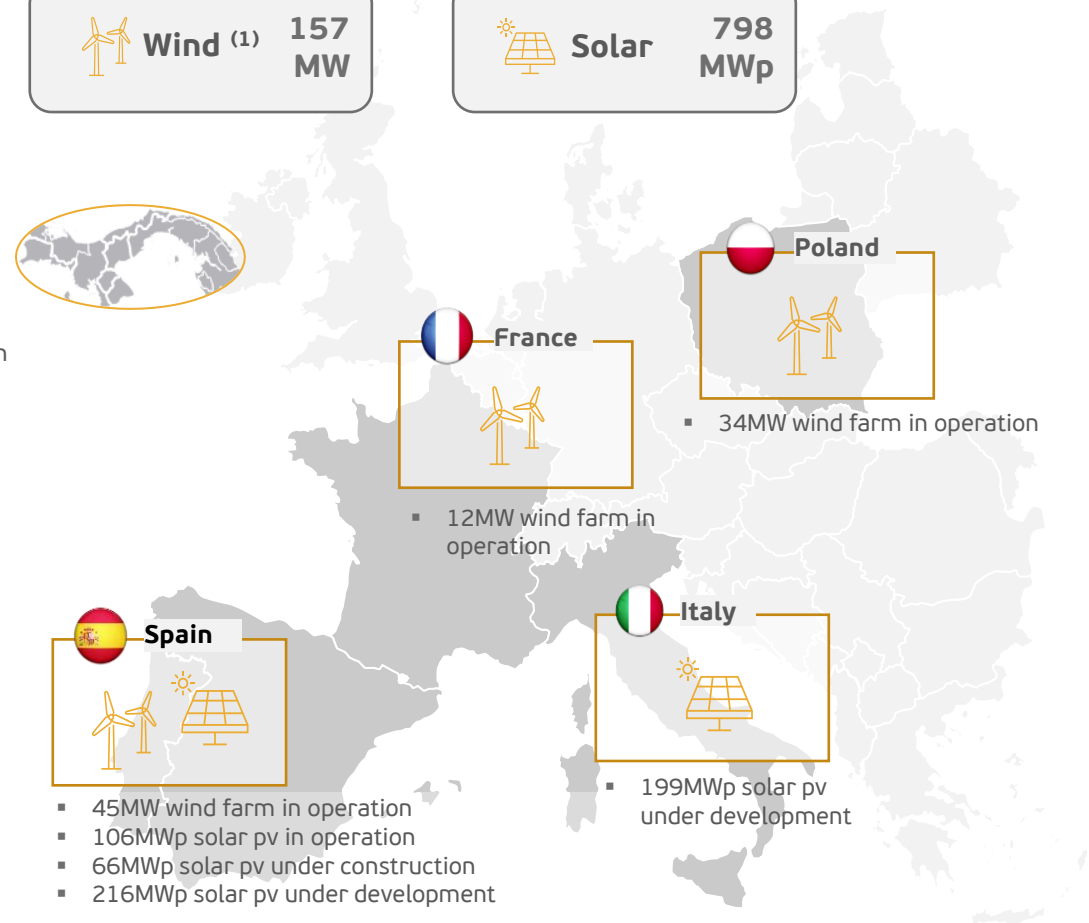 Wind (1) 157 MW
Solar 798 MWp
Poland
34MW wind farm in operation
France
n
12MW wind farm in
operation
Spain
45MW wind farm in operation
106MWp solar pv in operation
66MWp solar pv under construction
216MWp solar pv under development
Italy
199MWp solar pv
under development